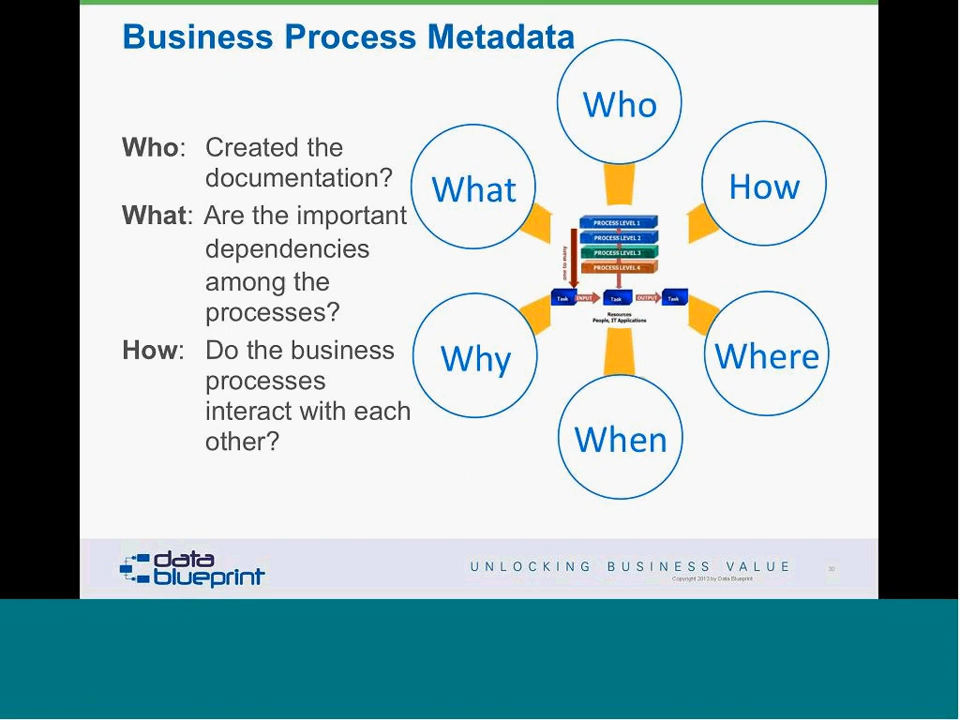 Business Process Metadata
Who: Created the
documentation?
What: Are the important
dependencies
among the
processes?
How: Do the business
processes
interact with each
other?
Who
What
How
Why
Where
When
PROCESS LEVEL 1
PROCESS LEVEL 2
PROCESS LEVEL 3
PROCESS LEVEL 4
one to many
Task
INPUT
Task
OUTPUT
Task
Resources
People, IT Applications
data
blueprint
UNLOCKING BUSINESS VALUE
Copyright 2013 by Data Blueprint